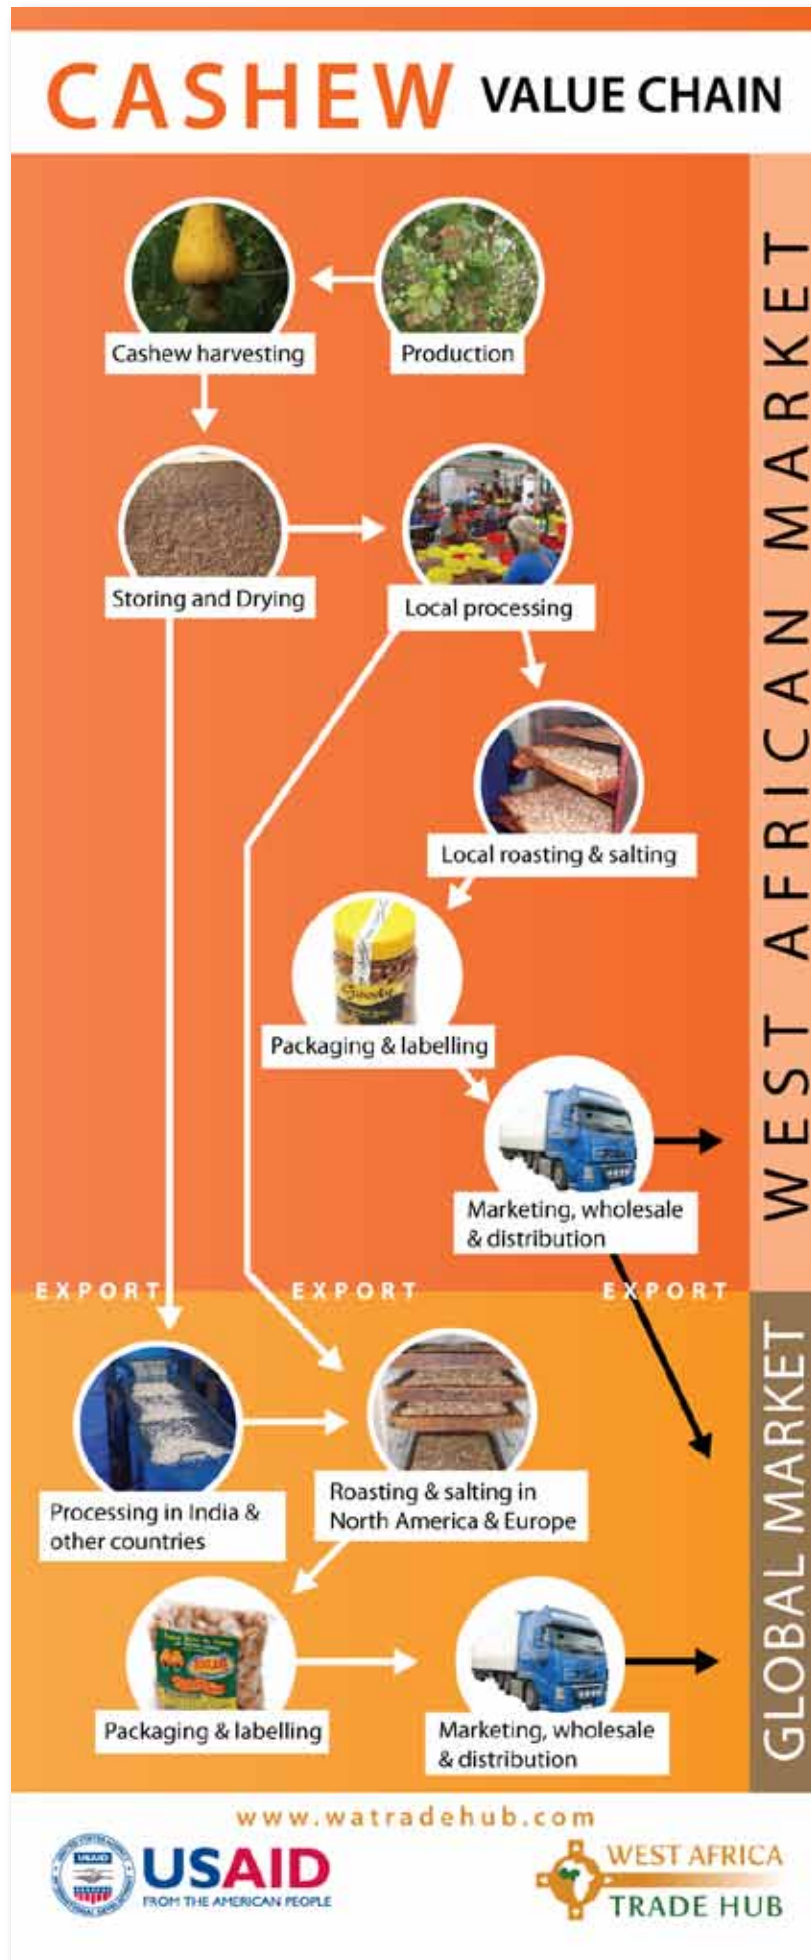 CASHEW VALUE CHAIN
Cashew harvesting
Production
Storing and Drying
Local processing
Local roasting & salting
Packaging & labelling
Marketing, wholesale
& distribution
WEST AFRICAN MARKET
EXPORT
EXPORT
EXPORT
Processing in India &
other countries
Roasting & salting in
North America & Europe
Packaging & labelling
Marketing, wholesale
& distribution
GLOBAL MARKET
www.watradehub.com
USAID
USAID
FROM THE AMERICAN PEOPLE
WEST AFRICA
TRADE HUB